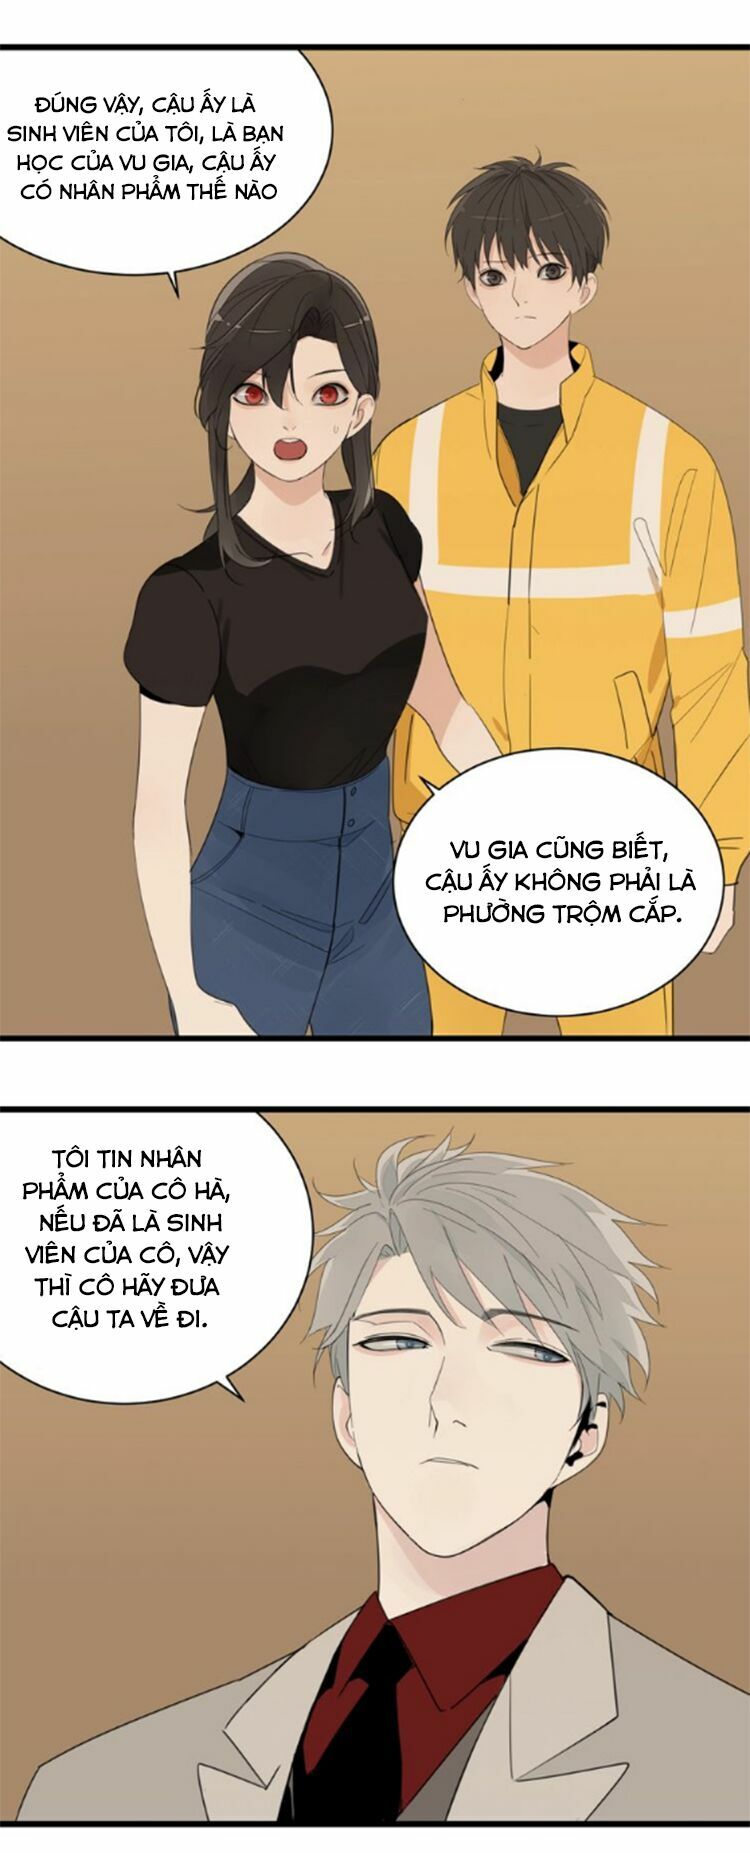 ĐÚNG VẬY, CẬU ẤY LÀ
SINH VIÊN CỦA TÔI, LÀ BẠN
HỌC CỦA VU GIA, CẬU ẤY
CÓ NHÂN PHẨM THẾ NÀO
VU GIA CŨNG BIẾT,
CẬU ẤY KHÔNG PHẢI LÀ
PHƯỜNG TRỘM CẮP.
TÔI TIN NHÂN
PHẨM CỦA CÔ HÀ,
NẾU ĐÃ LÀ SINH
VIÊN CỦA CÔ, VẬY
THÌ CÔ HÃY ĐƯA
CẬU TA VỀ ĐI.